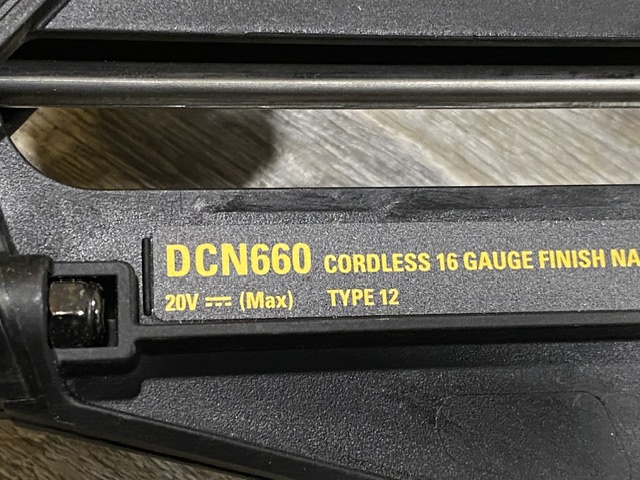 DCN660 CORDLESS 16 GAUGE FINISH NA
20V ⎓ (Max) TYPE 12